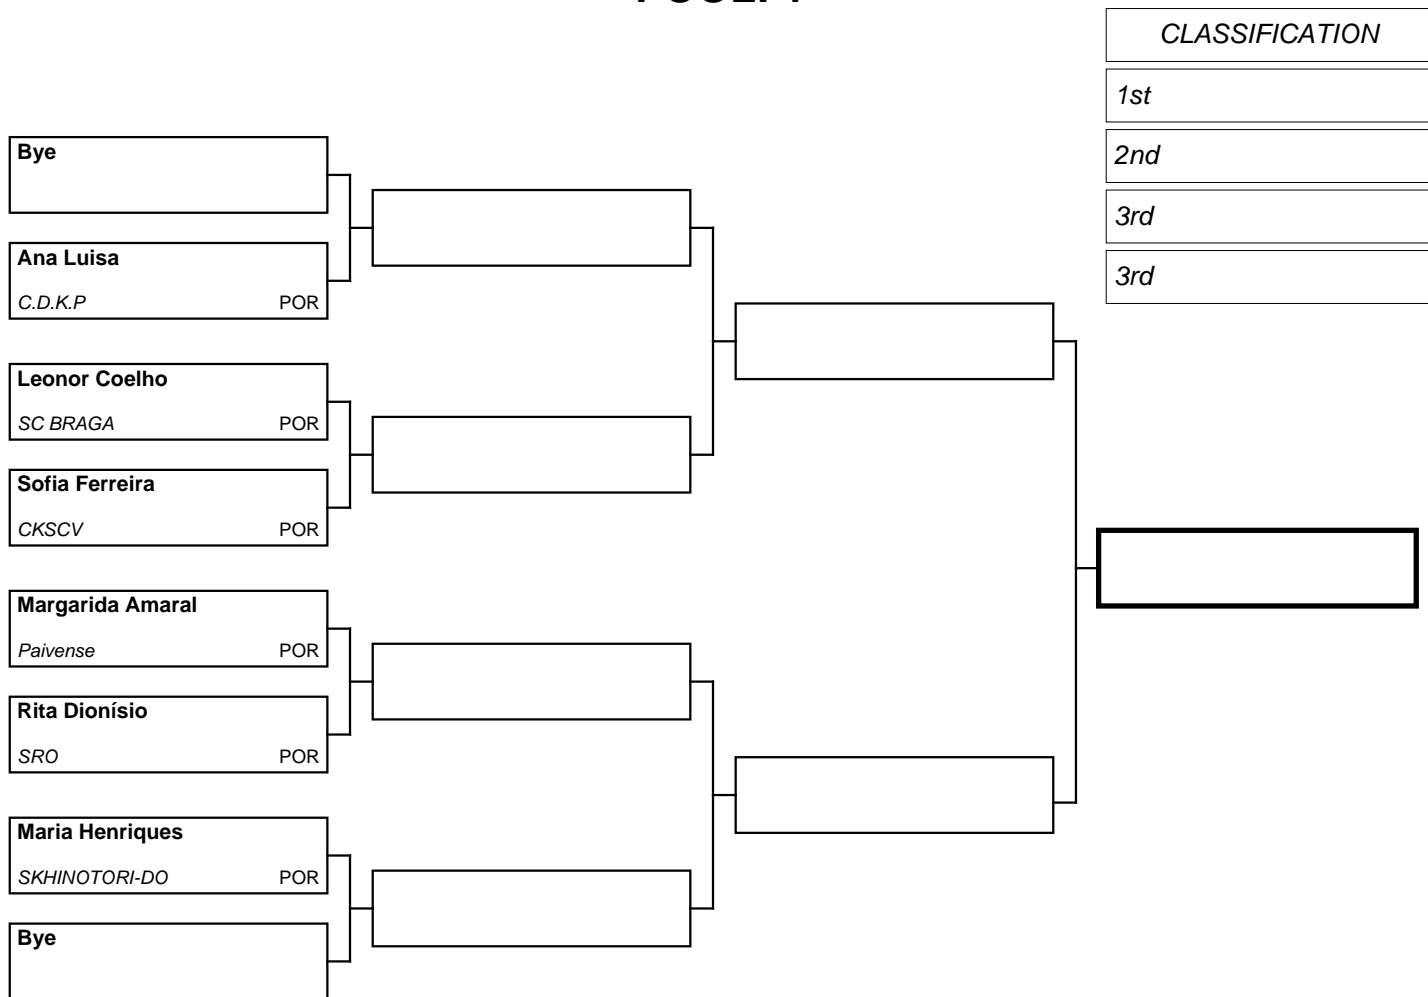 CLASSIFICATION
1st
2nd
3rd
3rd
Bye
Ana Luisa
C.D.K.P POR
Leonor Coelho
SC BRAGA POR
Sofia Ferreira
CKSCV POR
Margarida Amaral
Paivense POR
Rita Dionísio
SRO POR
Maria Henriques
SKHINOTORI-DO POR
Bye